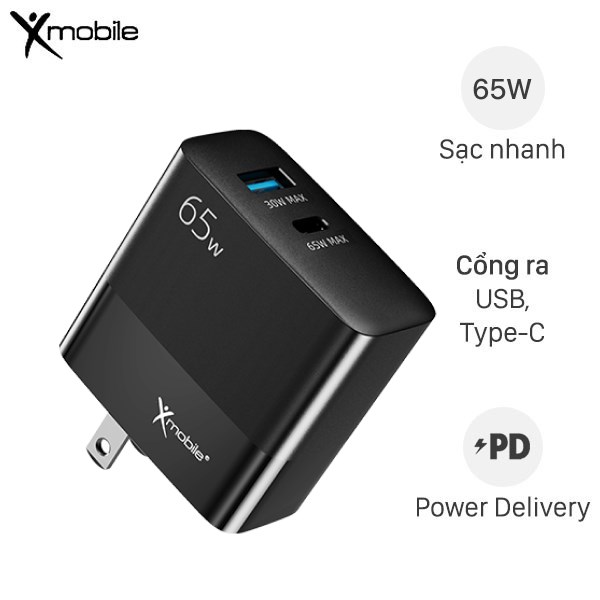 Xmobile
65W
Sạc nhanh
30W MAX
65W MAX
65W
Cổng ra
USB,
Type-C
Xmobile®
PD
Power Delivery